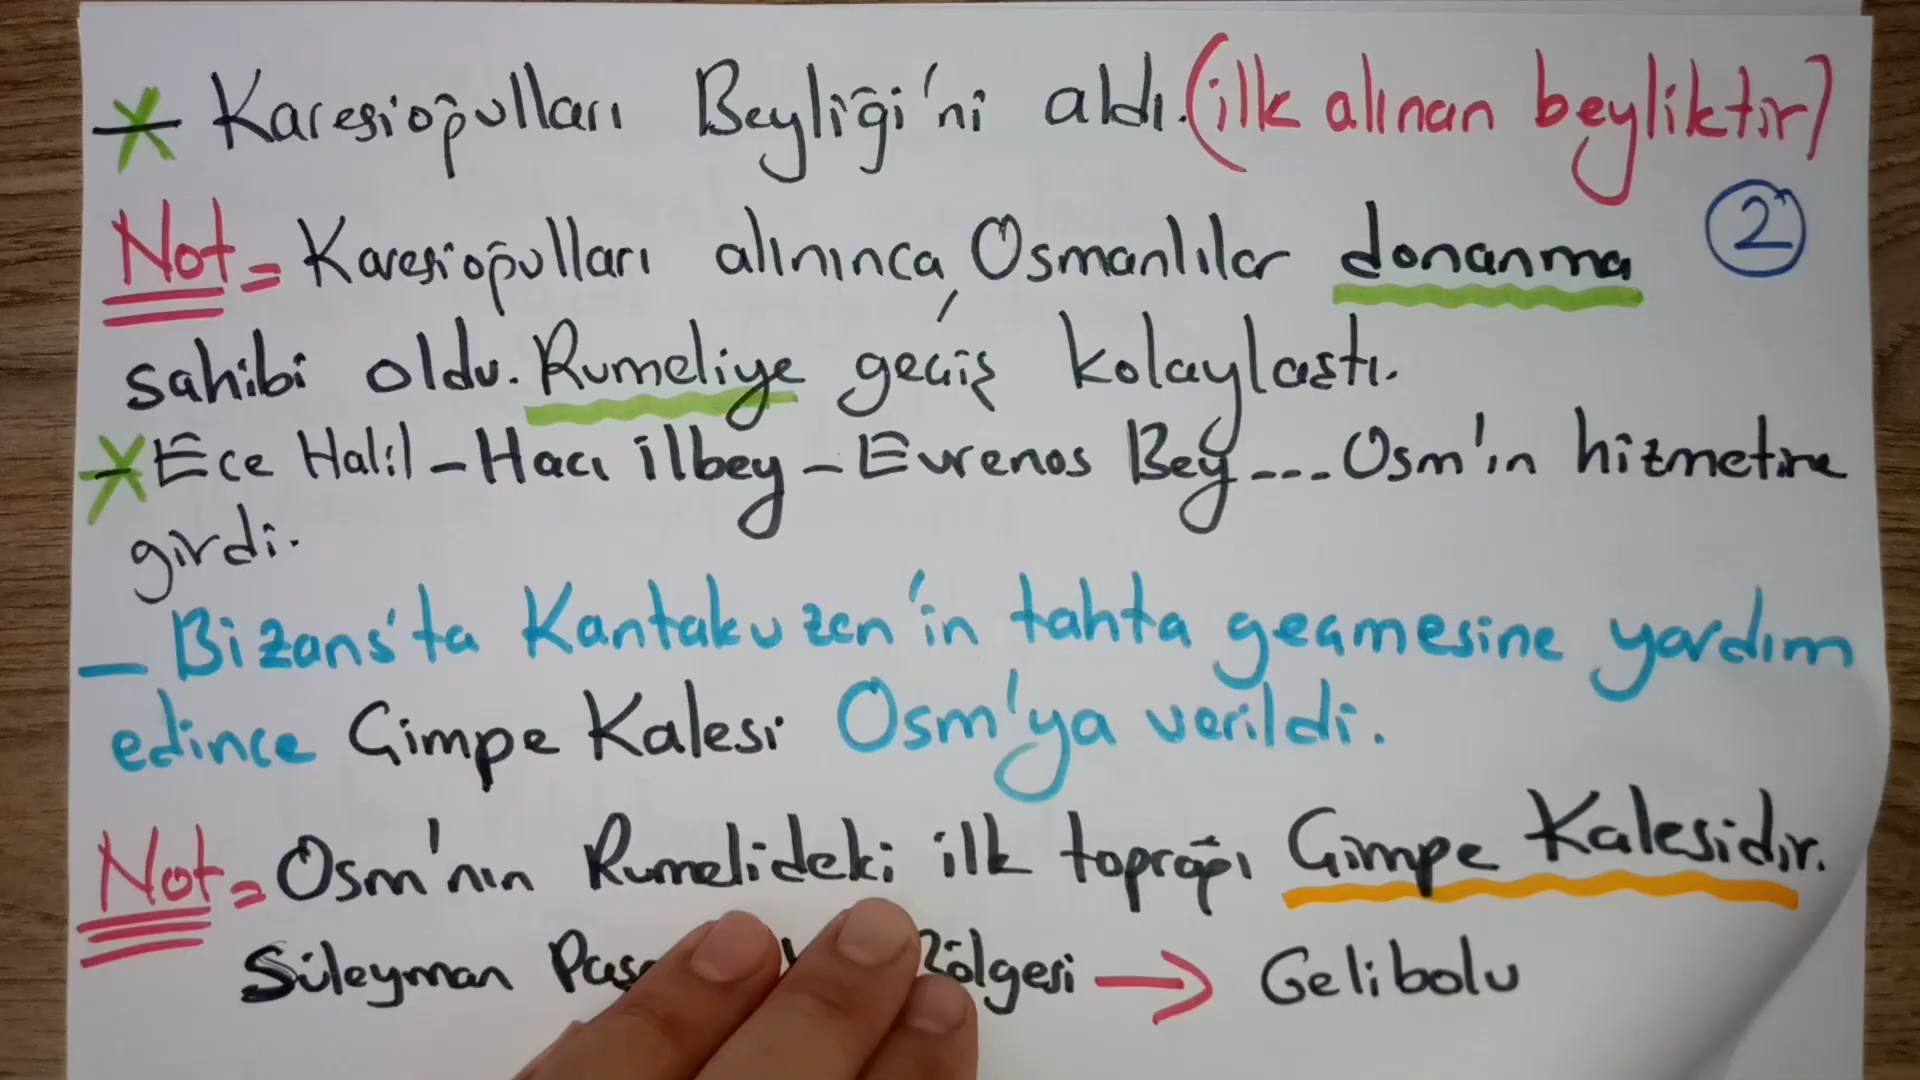 Karesioğulları Beyliği'ni aldı. (ilk alınan beyliktir)
2
Not = Karesioğulları alınınca, Osmanlılar donanma
sahibi oldu. Rumeliye geçiş kolaylaştı.
Ece Halil - Hacı ilbey - Evrenos Bey --- Osm'ın hizmetine
girdi.
- Bizans'ta Kantakuzen'in tahta geçmesine yardım
edince Çimpe Kalesi Osm'ya verildi.
Not = Osm'nın Rumelideki ilk toprağı Çimpe Kalesidir.
Süleyman Bölgesi → Gelibolu